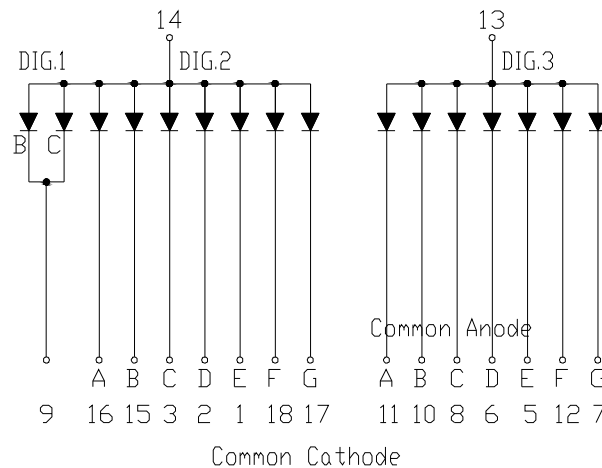 14 13
DIG.1 DIG.2 DIG.3
B C
Common Anode
A B C D E F G A B C D E F G
9 16 15 3 2 1 18 17 11 10 8 6 5 12 7
Common Cathode